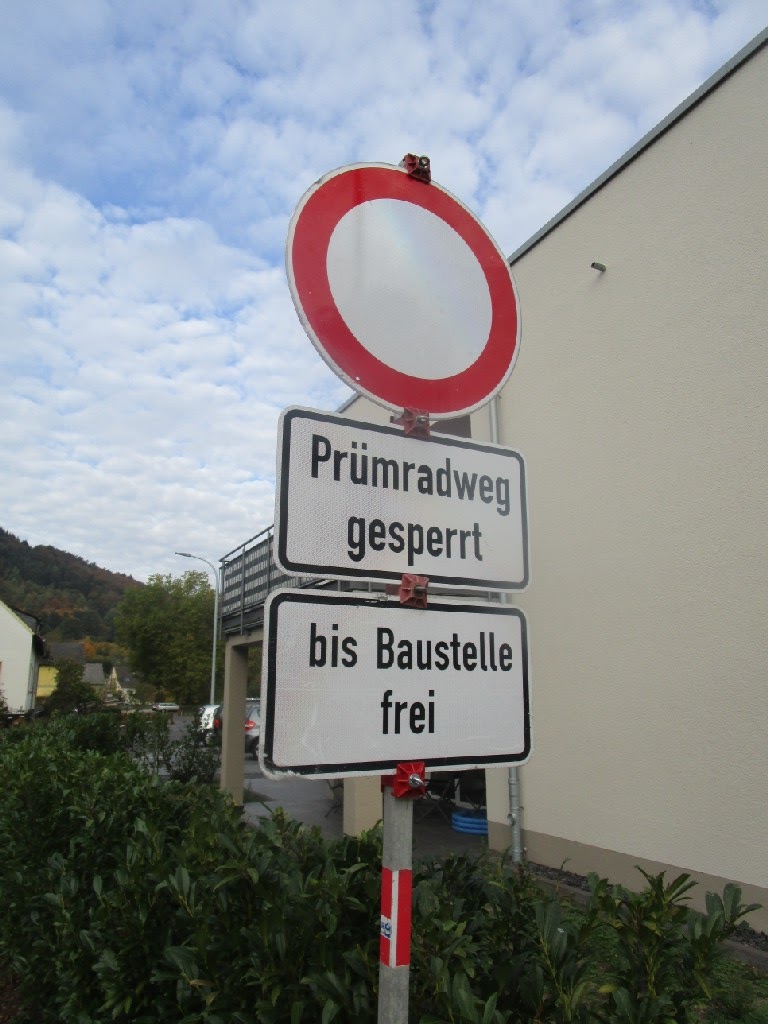 Prümradweg
gesperrt
bis Baustelle
frei